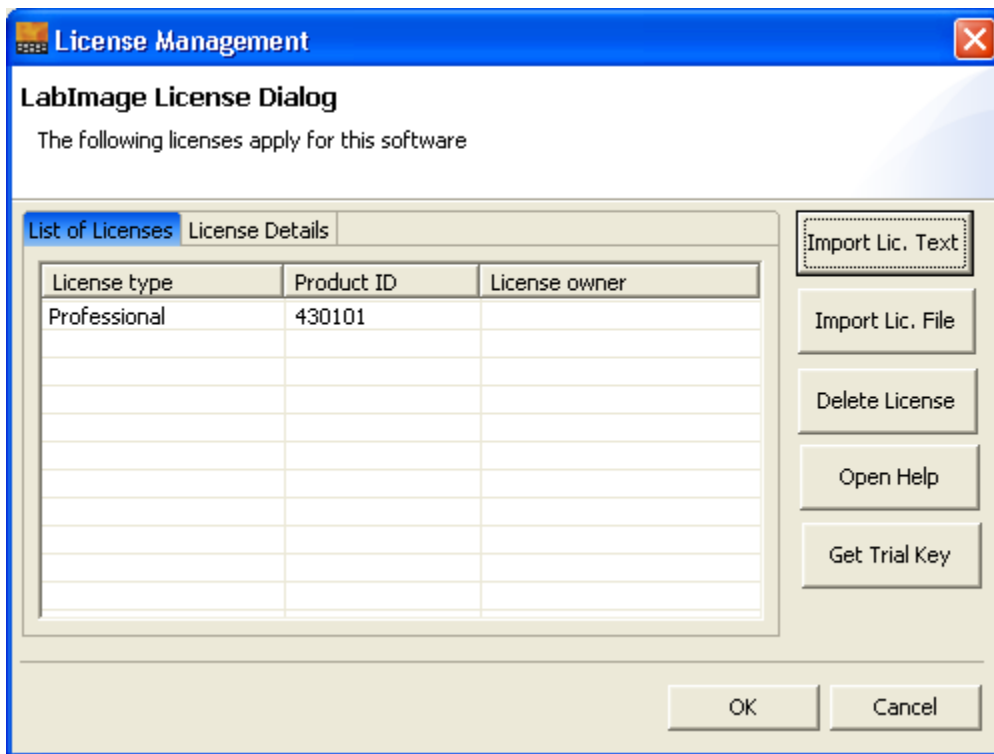 License Management
LabImage License Dialog
The following licenses apply for this software
List of Licenses License Details
License type Product ID License owner
Professional 430101
Import Lic. Text
Import Lic. File
Delete License
Open Help
Get Trial Key
OK Cancel